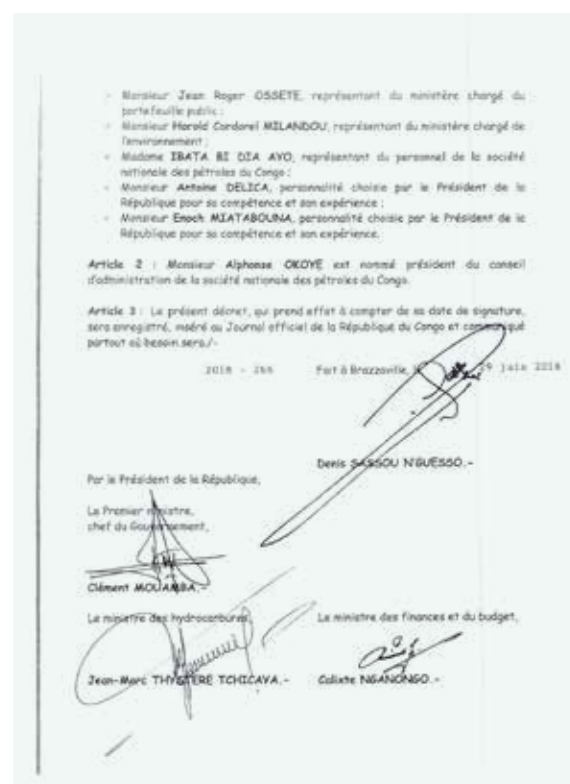 - Monsieur Jean Roger OSSETE, représentant du ministère chargé du
portefeuille public ;
- Monsieur Harold Cardorel MILANDOU, représentant du ministère chargé de
l'environnement ;
- Madame IBATA BI DIA AYO, représentant du personnel de la société
nationale des pétroles du Congo ;
- Monsieur Antoine DELICA, personnalité choisie par le Président de la
République pour sa compétence et son expérience ;
- Monsieur Enoch MIATABOUNA, personnalité choisie par le Président de la
République pour sa compétence et son expérience.
Article 2 : Monsieur Alphonse OKOYE est nommé président du conseil
d'administration de la société nationale des pétroles du Congo.
Article 3 : Le présent décret, qui prend effet à compter de sa date de signature,
sera enregistré, inséré au Journal officiel de la République du Congo et communiqué
partout où besoin sera./-
2018 - 266 Fait à Brazzaville, 29 juin 2018
Denis SASSOU N'GUESSO.-
Par le Président de la République,
Le Premier ministre,
chef du Gouvernement,
Clément MOUAMBA.-
Le ministre des hydrocarbures, Le ministre des finances et du budget,
Jean-Marc THYSTERE TCHICAYA.- Calixte NGANONGO.-